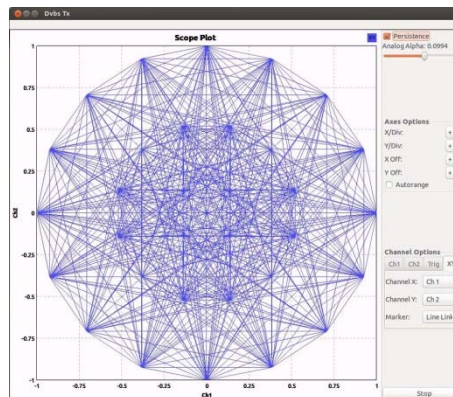 Dvbs Tx
Scope Plot
Persistence
Analog Alpha: 0.0994
1
0.75
0.5
0.25
0
-0.25
-0.5
-0.75
-1
-1
-0.75
-0.5
-0.25
0
0.25
0.5
0.75
1
Ch1
Ch2
Axes Options
X/Div:
+
Y/Div:
+
X Off:
+
Y Off:
+
Autorange
Channel Options
Ch1 Ch2 Trig XY
Channel X: Ch 1
Channel Y: Ch 2
Marker: Line Link
Stop